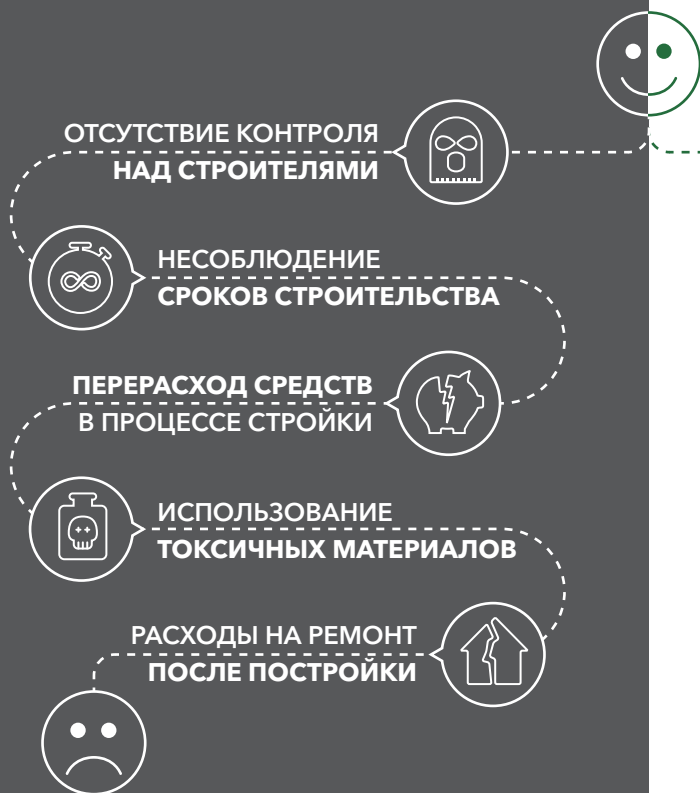 ОТСУТСТВИЕ КОНТРОЛЯ
НАД СТРОИТЕЛЯМИ
НЕСОБЛЮДЕНИЕ
СРОКОВ СТРОИТЕЛЬСТВА
ПЕРЕРАСХОД СРЕДСТВ
В ПРОЦЕССЕ СТРОЙКИ
ИСПОЛЬЗОВАНИЕ
ТОКСИЧНЫХ МАТЕРИАЛОВ
РАСХОДЫ НА РЕМОНТ
ПОСЛЕ ПОСТРОЙКИ